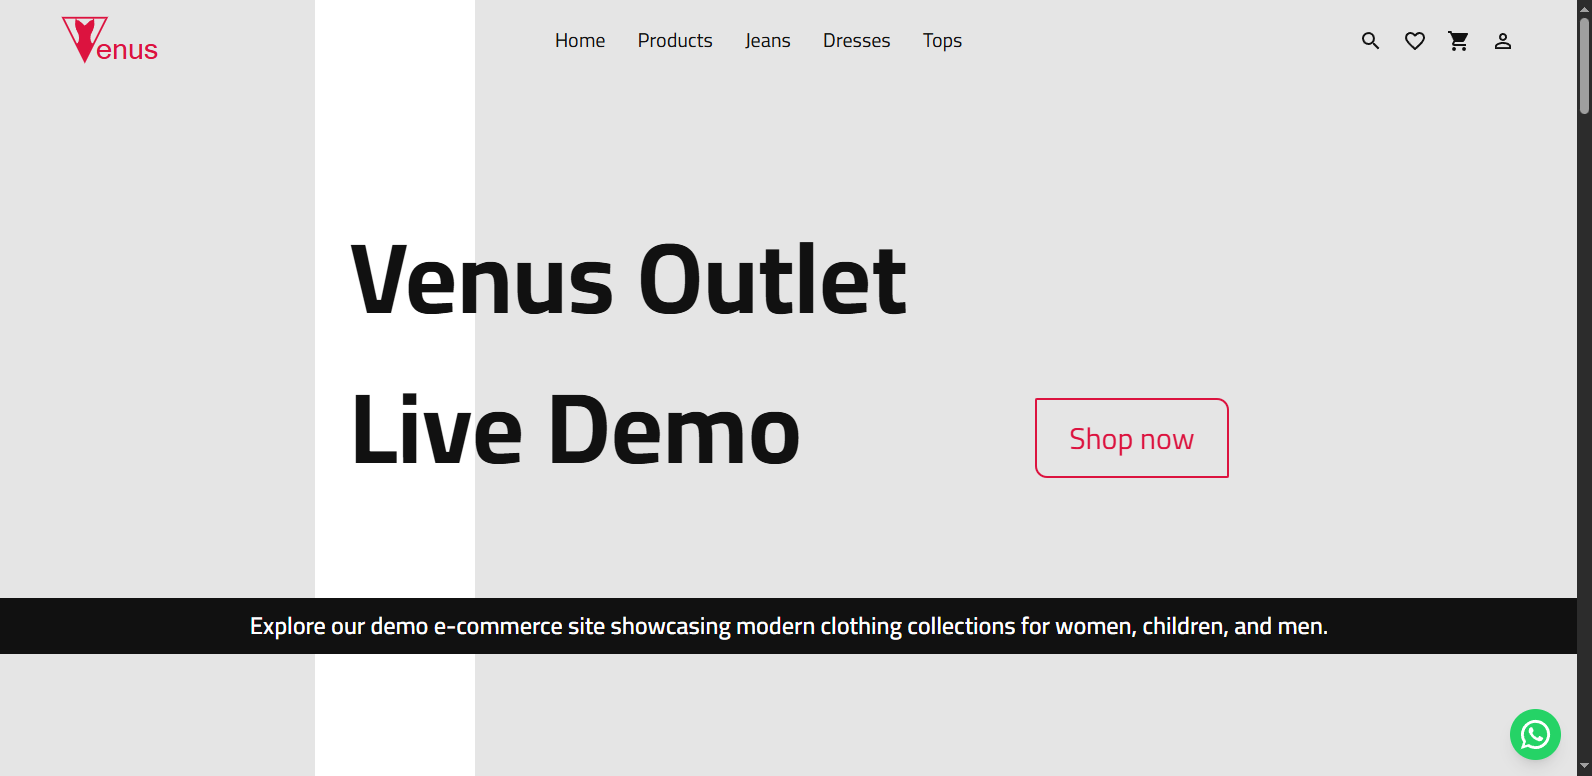 Venus
Home Products Jeans Dresses Tops
Venus Outlet
Live Demo
Shop now
Explore our demo e-commerce site showcasing modern clothing collections for women, children, and men.